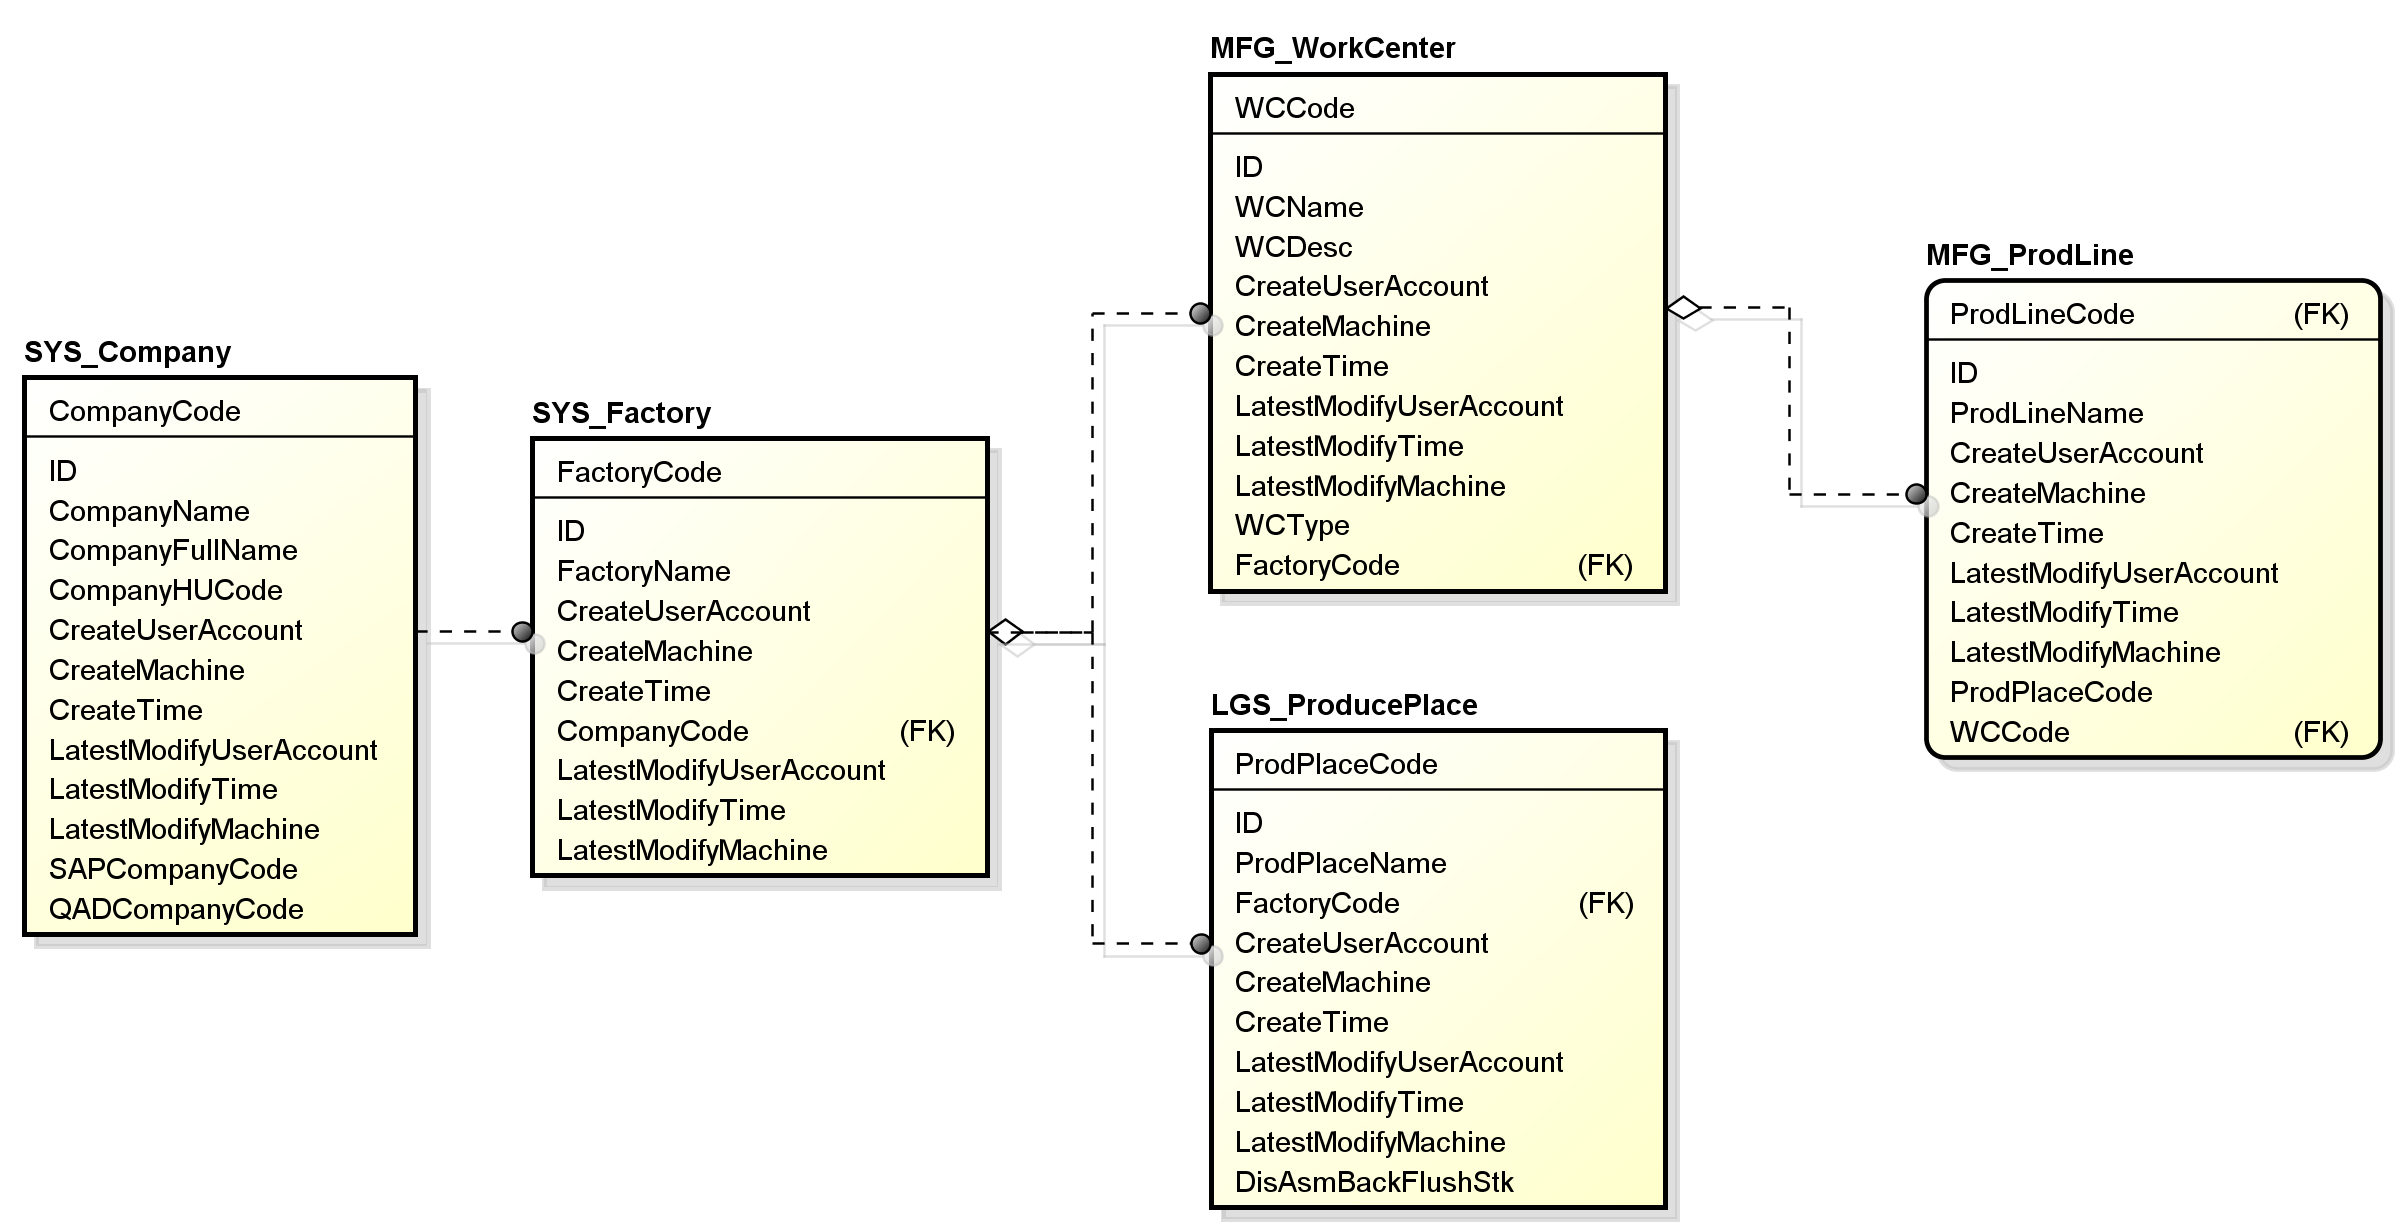 SYS_Company
CompanyCode
ID
CompanyName
CompanyFullName
CompanyHUCode
CreateUserAccount
CreateMachine
CreateTime
LatestModifyUserAccount
LatestModifyTime
LatestModifyMachine
SAPCompanyCode
QADCompanyCode
SYS_Factory
FactoryCode
ID
FactoryName
CreateUserAccount
CreateMachine
CreateTime
CompanyCode (FK)
LatestModifyUserAccount
LatestModifyTime
LatestModifyMachine
MFG_WorkCenter
WCCode
ID
WCName
WCDesc
CreateUserAccount
CreateMachine
CreateTime
LatestModifyUserAccount
LatestModifyTime
LatestModifyMachine
WCType
FactoryCode (FK)
LGS_ProducePlace
ProdPlaceCode
ID
ProdPlaceName
FactoryCode (FK)
CreateUserAccount
CreateMachine
CreateTime
LatestModifyUserAccount
LatestModifyTime
LatestModifyMachine
DisAsmBackFlushStk
MFG_ProdLine
ProdLineCode (FK)
ID
ProdLineName
CreateUserAccount
CreateMachine
CreateTime
LatestModifyUserAccount
LatestModifyTime
LatestModifyMachine
ProdPlaceCode
WCCode (FK)